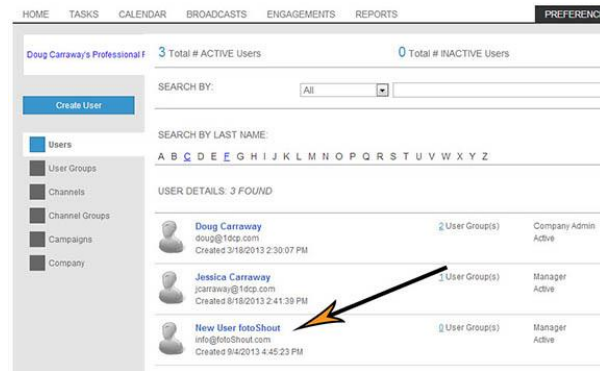 HOME TASKS CALENDAR BROADCASTS ENGAGEMENTS REPORTS PREFERENC
Doug Carraway's Professional F
3 Total # ACTIVE Users 0 Total # INACTIVE Users
SEARCH BY: All
Create User
SEARCH BY LAST NAME:
Users
A B C D E F G H I J K L M N O P Q R S T U V W X Y Z
User Groups
Channels
USER DETAILS: 3 FOUND
Channel Groups
Campaigns
Company
Doug Carraway 2 User Group(s) Company Admin
doug@1dcp.com Active
Created 3/18/2013 2:30:07 PM
Jessica Carraway 1 User Group(s) Manager
jcarraway@1dcp.com Active
Created 8/18/2013 2:41:39 PM
New User fotoShout 0 User Group(s) Manager
info@fotoShout.com Active
Created 9/4/2013 4:45:23 PM